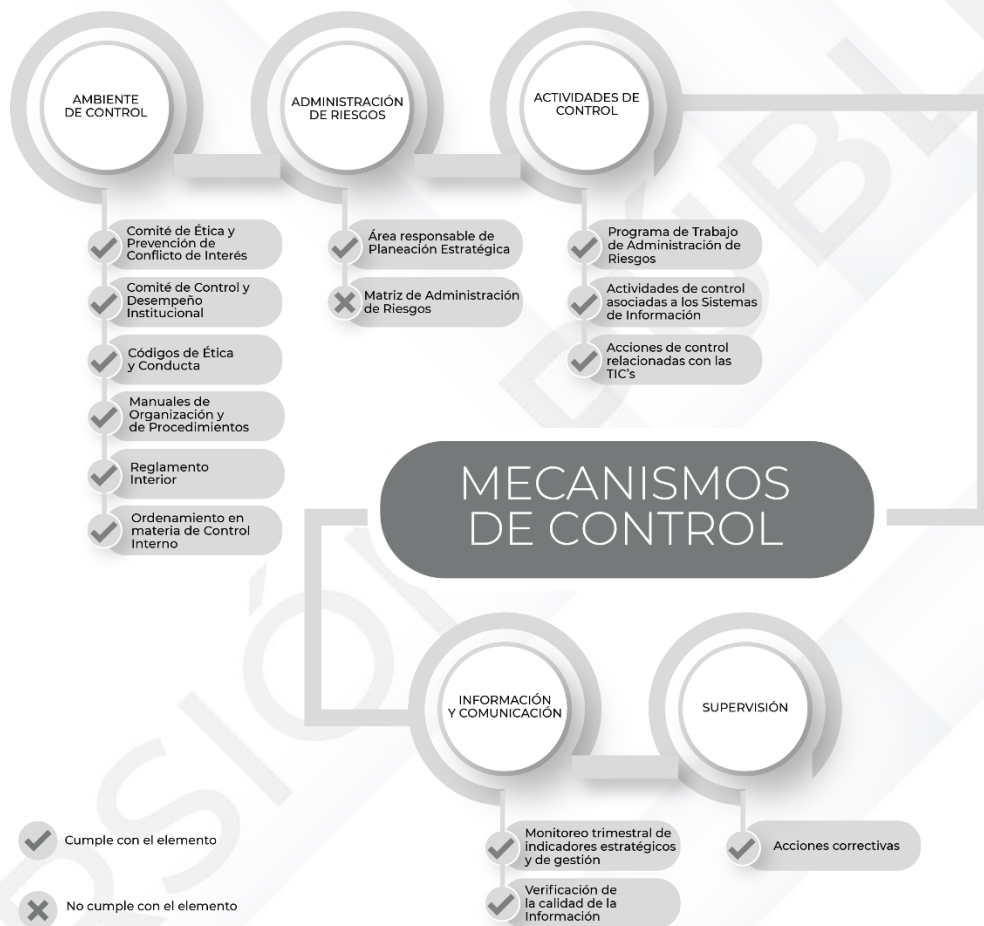 AMBIENTE
DE CONTROL
ADMINISTRACIÓN
DE RIESGOS
ACTIVIDADES DE
CONTROL
Comité de Ética y
Prevención de
Conflicto de Interés
Comité de Control y
Desempeño
Institucional
Códigos de Ética
y Conducta
Manuales de
Organización y
de Procedimientos
Reglamento
Interior
Ordenamiento en
materia de Control
Interno
Área responsable de
Planeación Estratégica
Matriz de Administración
de Riesgos
Programa de Trabajo
de Administración de
Riesgos
Actividades de control
asociadas a los Sistemas
de Información
Acciones de control
relacionadas con las
TIC's
MECANISMOS
DE CONTROL
INFORMACIÓN
Y COMUNICACIÓN
SUPERVISIÓN
Monitoreo trimestral de
indicadores estratégicos
y de gestión
Verificación de
la calidad de la
Información
Acciones correctivas
Cumple con el elemento
No cumple con el elemento